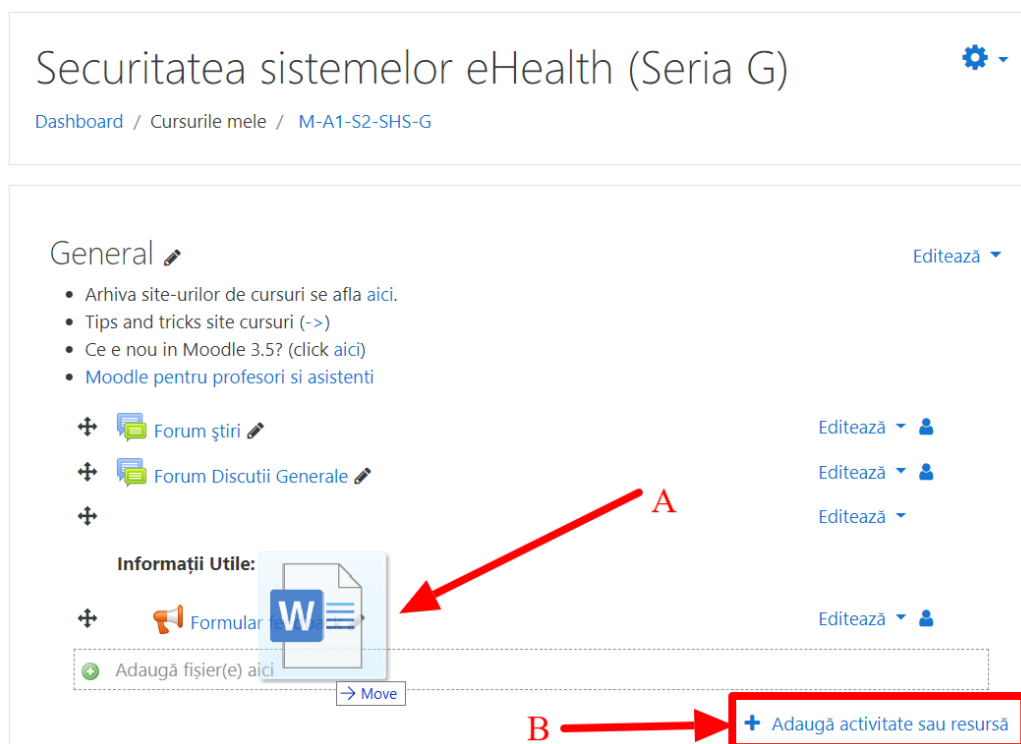 Securitatea sistemelor eHealth (Seria G)
Dashboard / Cursurile mele / M-A1-S2-SHS-G
General
Editează
Arhiva site-urilor de cursuri se afla aici.
Tips and tricks site cursuri (->)
Ce e nou in Moodle 3.5? (click aici)
Moodle pentru profesori si asistenti
Forum ştiri
Editează
Forum Discutii Generale
Editează
A
Editează
Informații Utile:
W
Formular
Editează
Adaugă fișier(e) aici
Move
B
Adaugă activitate sau resursă